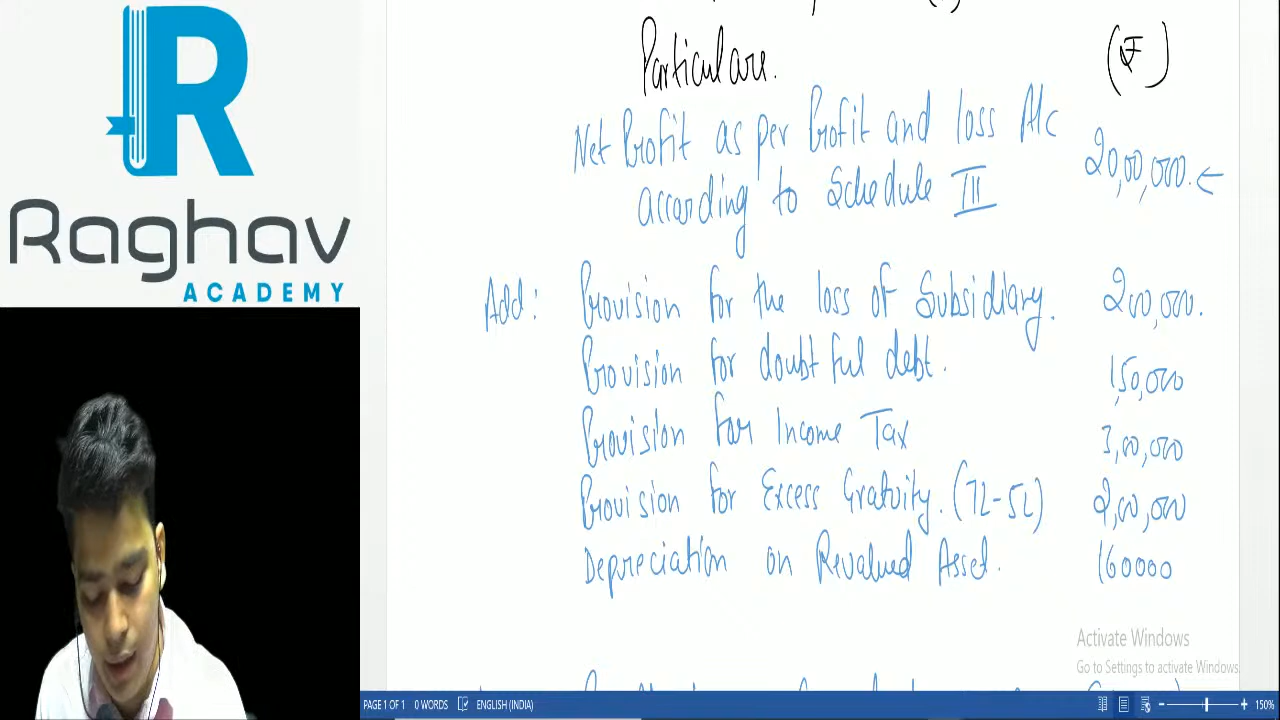 R
Raghav
ACADEMY
Particulars. (₹)
Net Profit as per Profit and loss A/c 20,00,000.
according to Schedule III
Add: Provision for the loss of Subsidiary. 200,000.
Provision for doubtful debt. 1,50,000
Provision for Income Tax 3,00,000
Provision for Excess Gratuity. (7L-5L) 2,00,000
Depreciation on Revalued Asset. 160000
Activate Windows
Go to Settings to activate Windows.
PAGE 1 OF 1 0 WORDS ENGLISH (INDIA) 150%